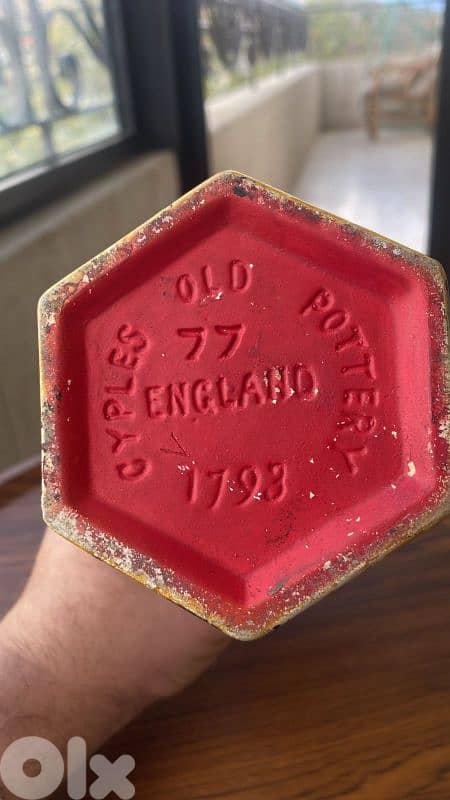 CYPLES OLD POTTERY
77
ENGLAND
1793
OLX